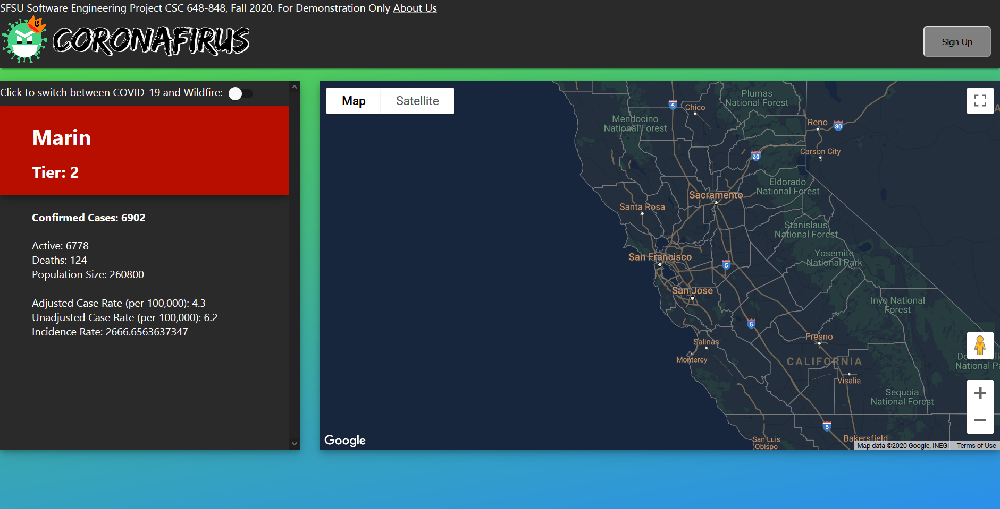 SFSU Software Engineering Project CSC 648-848, Fall 2020. For Demonstration Only About Us
CORONAFIRUS
Sign Up
Click to switch between COVID-19 and Wildfire:
Marin
Tier: 2
Confirmed Cases: 6902
Active: 6778
Deaths: 124
Population Size: 260800
Adjusted Case Rate (per 100,000): 4.3
Unadjusted Case Rate (per 100,000): 6.2
Incidence Rate: 2666.6563637347
Map
Satellite
Plumas
National Forest
5
Chico
Mendocino
National Forest
Reno
80
Carson City
80
Eldorado
National Forest
Sacramento
Santa Rosa
Stanislaus
National Forest
Yosemite
National Park
San Francisco
5
San Jose
Inyo National
Forest
5
Fresno
Salinas
Monterey
CALIFORNIA
National
Visalia
Sequoia
National Forest
5
San Luis
Obispo
Bakersfield
Google
Map data ©2020 Google, INEGI
Terms of Use